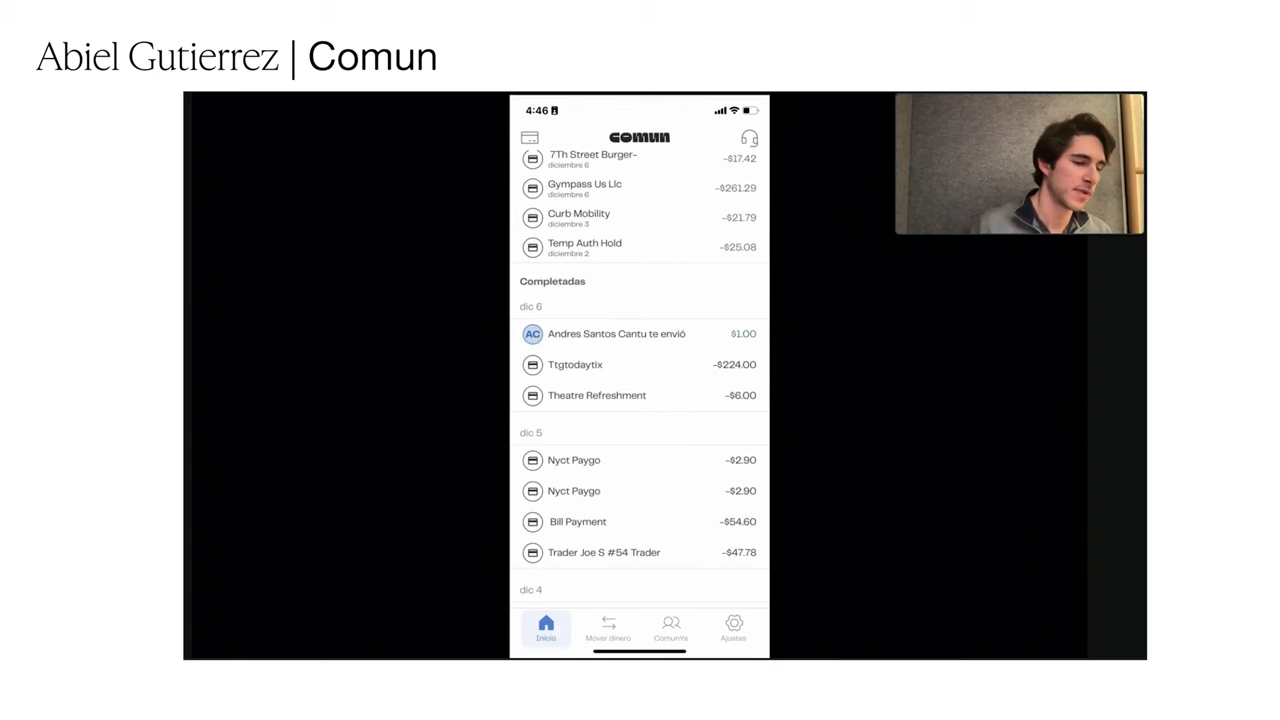 Abiel Gutierrez | Comun
4:46
comun
7Th Street Burger- -$17.42
diciembre 6
Gympass Us Llc -$261.29
diciembre 6
Curb Mobility -$21.79
diciembre 3
Temp Auth Hold -$25.08
diciembre 2
Completadas
dic 6
AC Andres Santos Cantu te envió $1.00
Ttgtodaytix -$224.00
Theatre Refreshment -$6.00
dic 5
Nyct Paygo -$2.90
Nyct Paygo -$2.90
Bill Payment -$54.60
Trader Joe S #54 Trader -$47.78
dic 4
Inicio Mover dinero ComunYa Ajustes